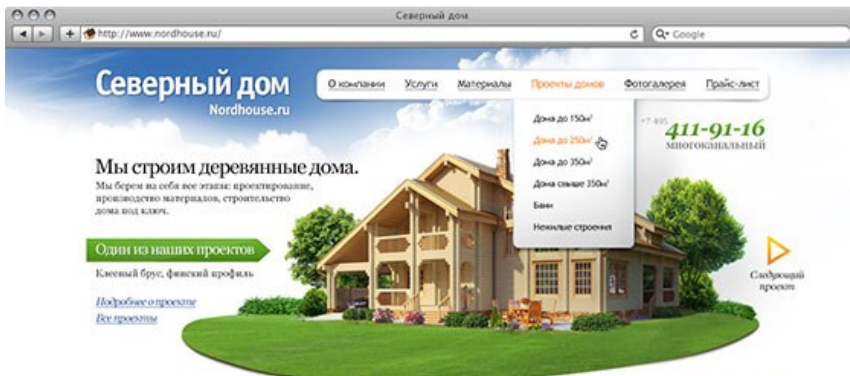 Северный дом
http://www.nordhouse.ru/
Google
Северный дом
Nordhouse.ru
О компании Услуги Материалы Проекты домов Фотогалерея Прайс-лист
Дома до 150м²
Дома до 250м²
Дома до 350м²
Дома свыше 350м²
Бани
Нежилые строения
+7 495
411-91-16
многоканальный
Мы строим деревянные дома.
Мы берем на себя все этапы: проектирование,
производство материалов, строительство
дома под ключ.
Один из наших проектов
Клееный брус, финский профиль
Подробнее о проекте
Все проекты
Следующий
проект